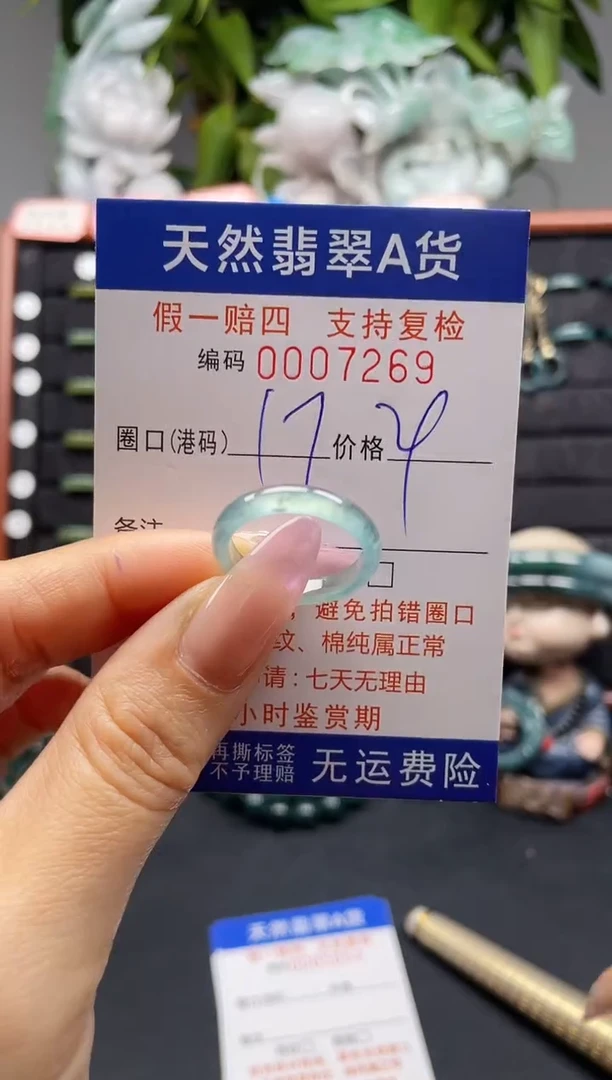 天然翡翠A货
假一赔四 支持复检
编码 0007269
圈口(港码) 17 价格
备注
避免拍错圈口
纹、棉纯属正常
请:七天无理由
小时鉴赏期
再撕标签
不予理赔 无运费险
天然翡翠A货